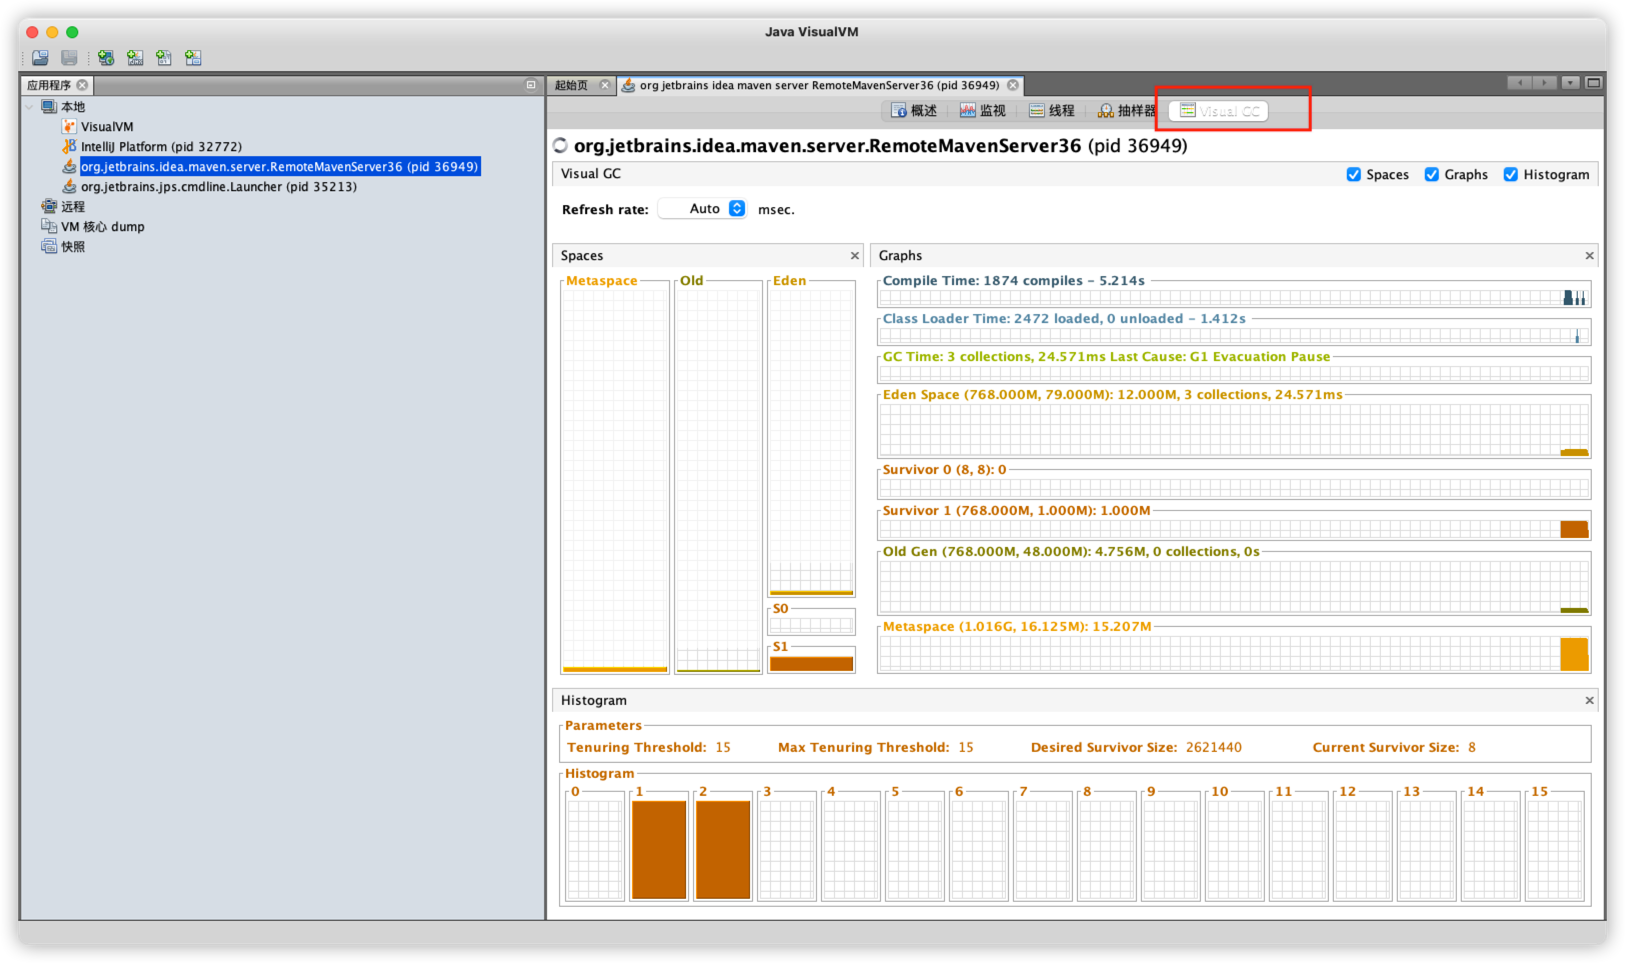 Java VisualVM
应用程序
起始页
org jetbrains idea maven server RemoteMavenServer36 (pid 36949)
本地
VisualVM
IntelliJ Platform (pid 32772)
org.jetbrains.idea.maven.server.RemoteMavenServer36 (pid 36949)
org.jetbrains.jps.cmdline.Launcher (pid 35213)
远程
VM 核心 dump
快照
概述
监视
线程
抽样器
Visual GC
org.jetbrains.idea.maven.server.RemoteMavenServer36 (pid 36949)
Visual GC
Spaces
Graphs
Histogram
Refresh rate: Auto msec.
Spaces
Metaspace
Old
Eden
S0
S1
Graphs
Compile Time: 1874 compiles - 5.214s
Class Loader Time: 2472 loaded, 0 unloaded - 1.412s
GC Time: 3 collections, 24.571ms Last Cause: G1 Evacuation Pause
Eden Space (768.000M, 79.000M): 12.000M, 3 collections, 24.571ms
Survivor 0 (8, 8): 0
Survivor 1 (768.000M, 1.000M): 1.000M
Old Gen (768.000M, 48.000M): 4.756M, 0 collections, 0s
Metaspace (1.016G, 16.125M): 15.207M
Histogram
Parameters
Tenuring Threshold: 15 Max Tenuring Threshold: 15 Desired Survivor Size: 2621440 Current Survivor Size: 8
Histogram
0 1 2 3 4 5 6 7 8 9 10 11 12 13 14 15